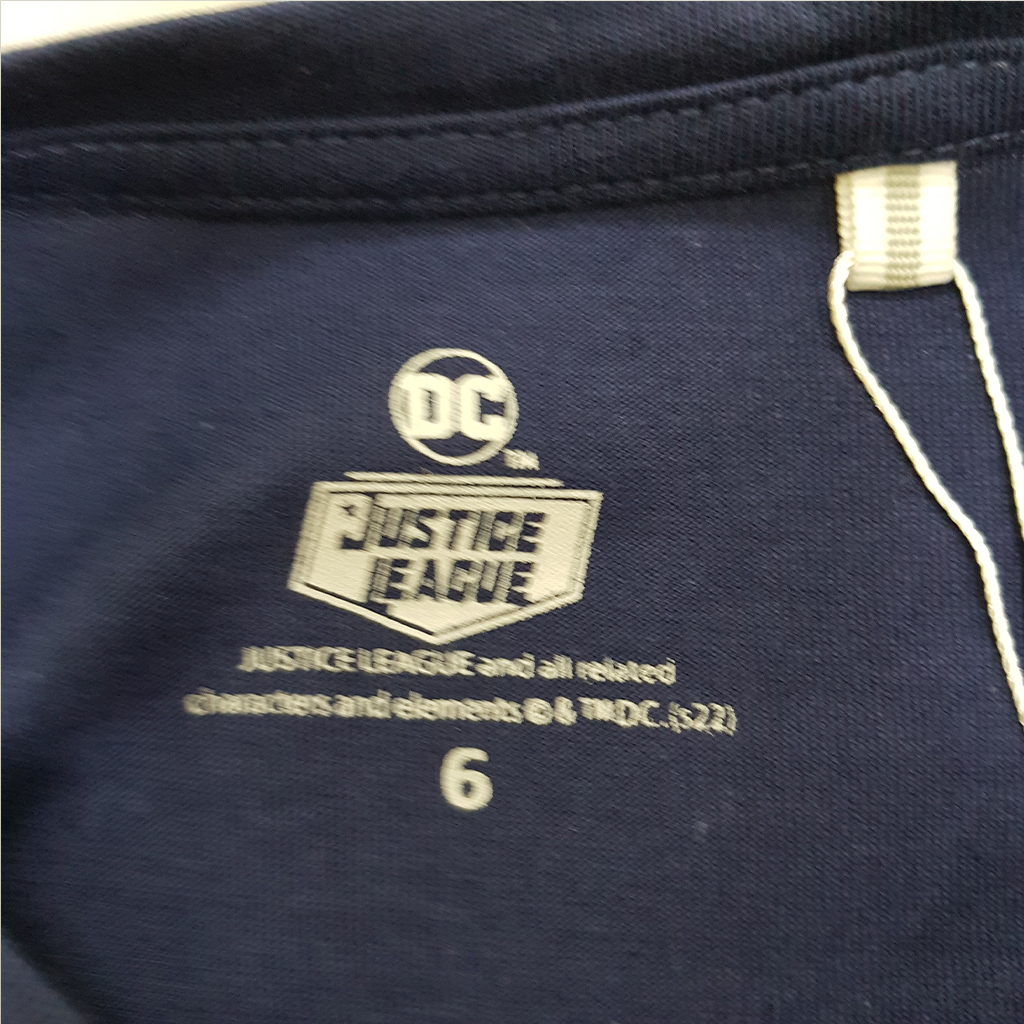 DC
TM
JUSTICE
LEAGUE
JUSTICE LEAGUE and all related
characters and elements © & ™ DC. (s22)
6